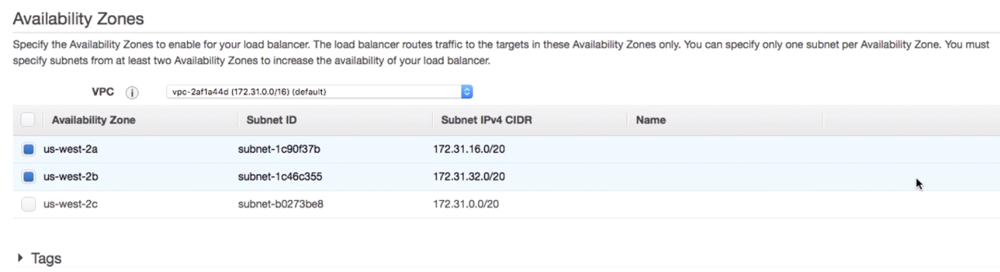 Availability Zones
Specify the Availability Zones to enable for your load balancer. The load balancer routes traffic to the targets in these Availability Zones only. You can specify only one subnet per Availability Zone. You must
specify subnets from at least two Availability Zones to increase the availability of your load balancer.
VPC i vpc-2af1a44d (172.31.0.0/16) (default)
Availability Zone Subnet ID Subnet IPv4 CIDR Name
us-west-2a subnet-1c90f37b 172.31.16.0/20
us-west-2b subnet-1c46c355 172.31.32.0/20
us-west-2c subnet-b0273be8 172.31.0.0/20
Tags